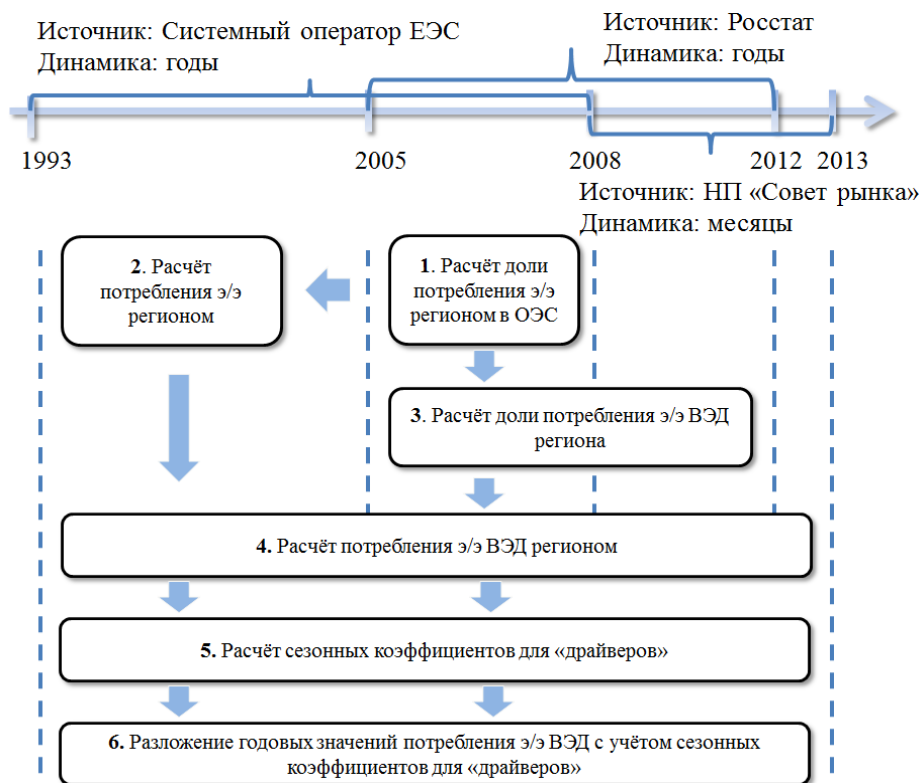 Источник: Системный оператор ЕЭС
Динамика: годы
Источник: Росстат
Динамика: годы
1993
2005
2008
2012
2013
Источник: НП «Совет рынка»
Динамика: месяцы
2. Расчёт
потребления э/э
регионом
1. Расчёт доли
потребления э/э
регионом в ОЭС
3. Расчёт доли потребления э/э ВЭД
региона
4. Расчёт потребления э/э ВЭД регионом
5. Расчёт сезонных коэффициентов для «драйверов»
6. Разложение годовых значений потребления э/э ВЭД с учётом сезонных
коэффициентов для «драйверов»